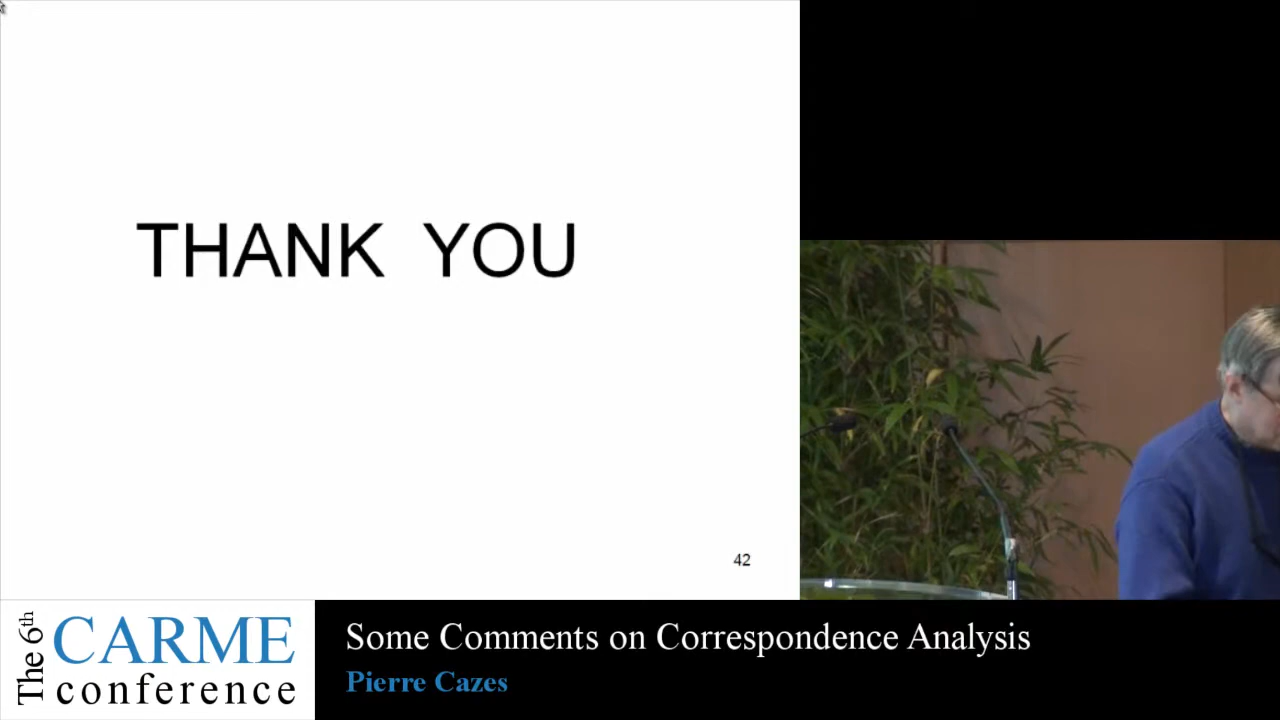 THANK YOU
42
The 6th
CARME
conference
Some Comments on Correspondence Analysis
Pierre Cazes